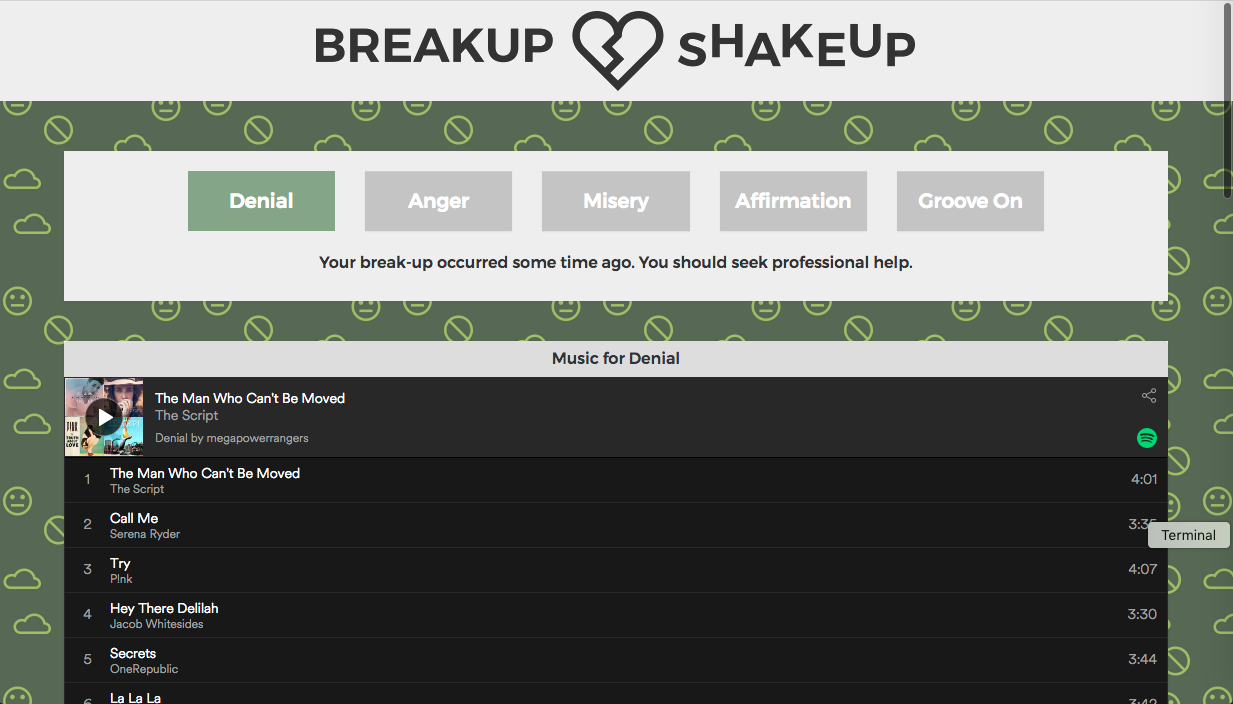 BREAKUP SHAKEUP
Denial Anger Misery Affirmation Groove On
Your break-up occurred some time ago. You should seek professional help.
Music for Denial
The Man Who Can't Be Moved
The Script
Denial by megapowerrangers
1 The Man Who Can't Be Moved 4:01
The Script
2 Call Me 3:35
Serena Ryder
Terminal
3 Try 4:07
P!nk
4 Hey There Delilah 3:30
Jacob Whitesides
5 Secrets 3:44
OneRepublic
6 La La La 3:42